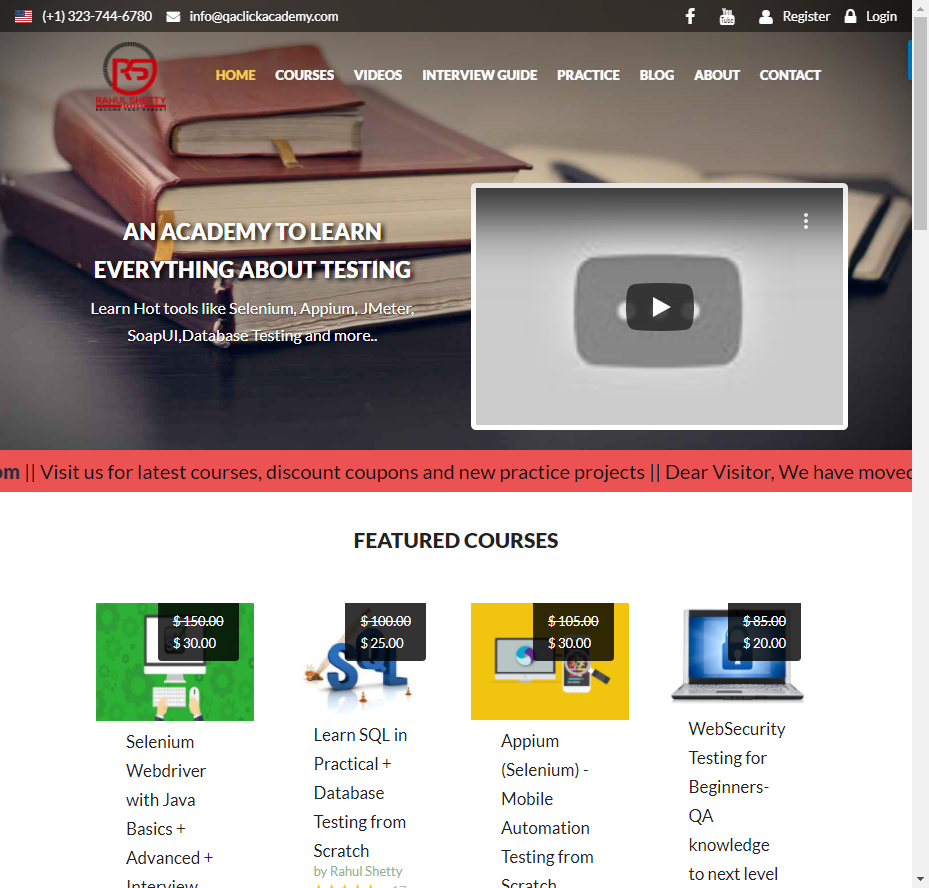 (+1) 323-744-6780 info@qaclickacademy.com You Tube Register Login
RS
RAHUL SHETTY
HOME COURSES VIDEOS INTERVIEW GUIDE PRACTICE BLOG ABOUT CONTACT
AN ACADEMY TO LEARN
EVERYTHING ABOUT TESTING
Learn Hot tools like Selenium, Appium, JMeter,
SoapUI,Database Testing and more..
om || Visit us for latest courses, discount coupons and new practice projects || Dear Visitor, We have moved
FEATURED COURSES
$ 150.00
$ 30.00
Selenium
Webdriver
with Java
Basics +
Advanced +
Interview
$ 100.00
$ 25.00
SQL
Learn SQL in
Practical +
Database
Testing from
Scratch
by Rahul Shetty
$ 105.00
$ 30.00
Appium
(Selenium) -
Mobile
Automation
Testing from
Scratch
$ 85.00
$ 20.00
WebSecurity
Testing for
Beginners-
QA
knowledge
to next level